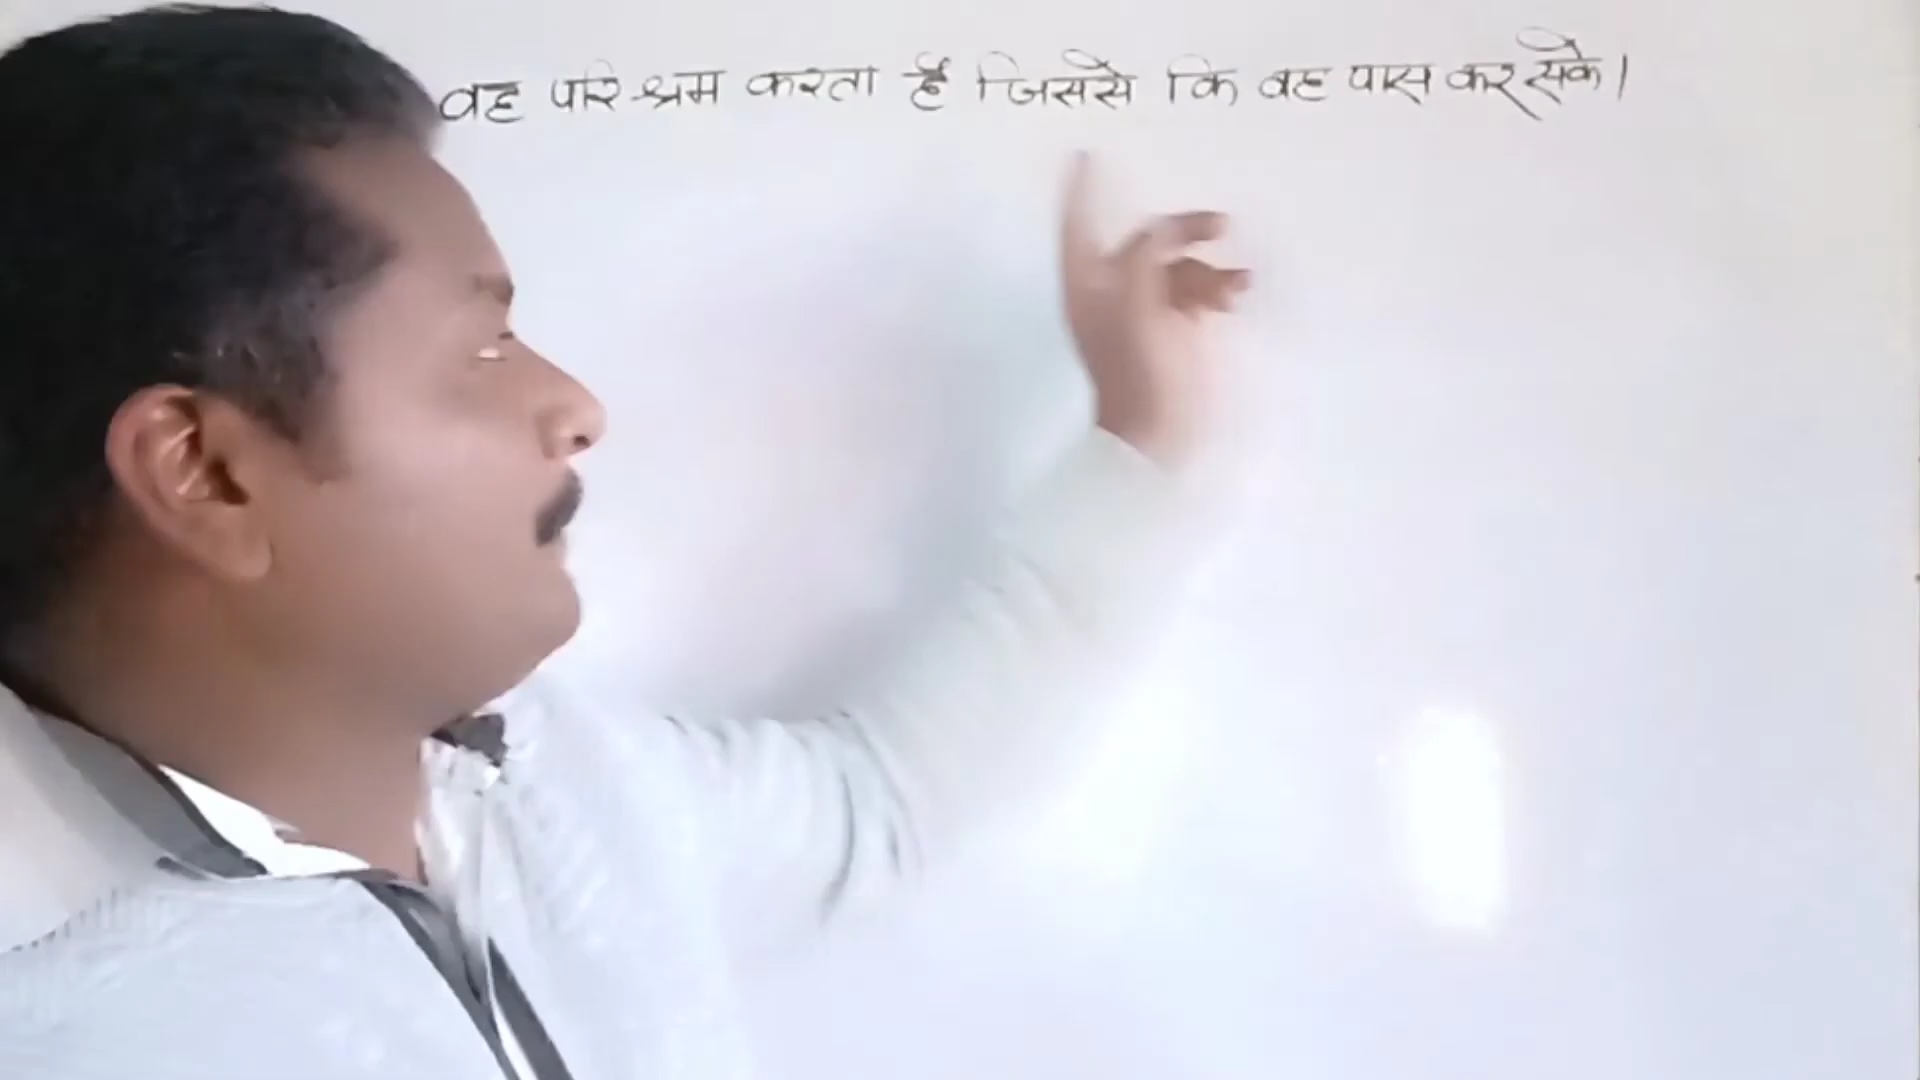 वह परिश्रम करता है जिससे कि वह पास कर सके।